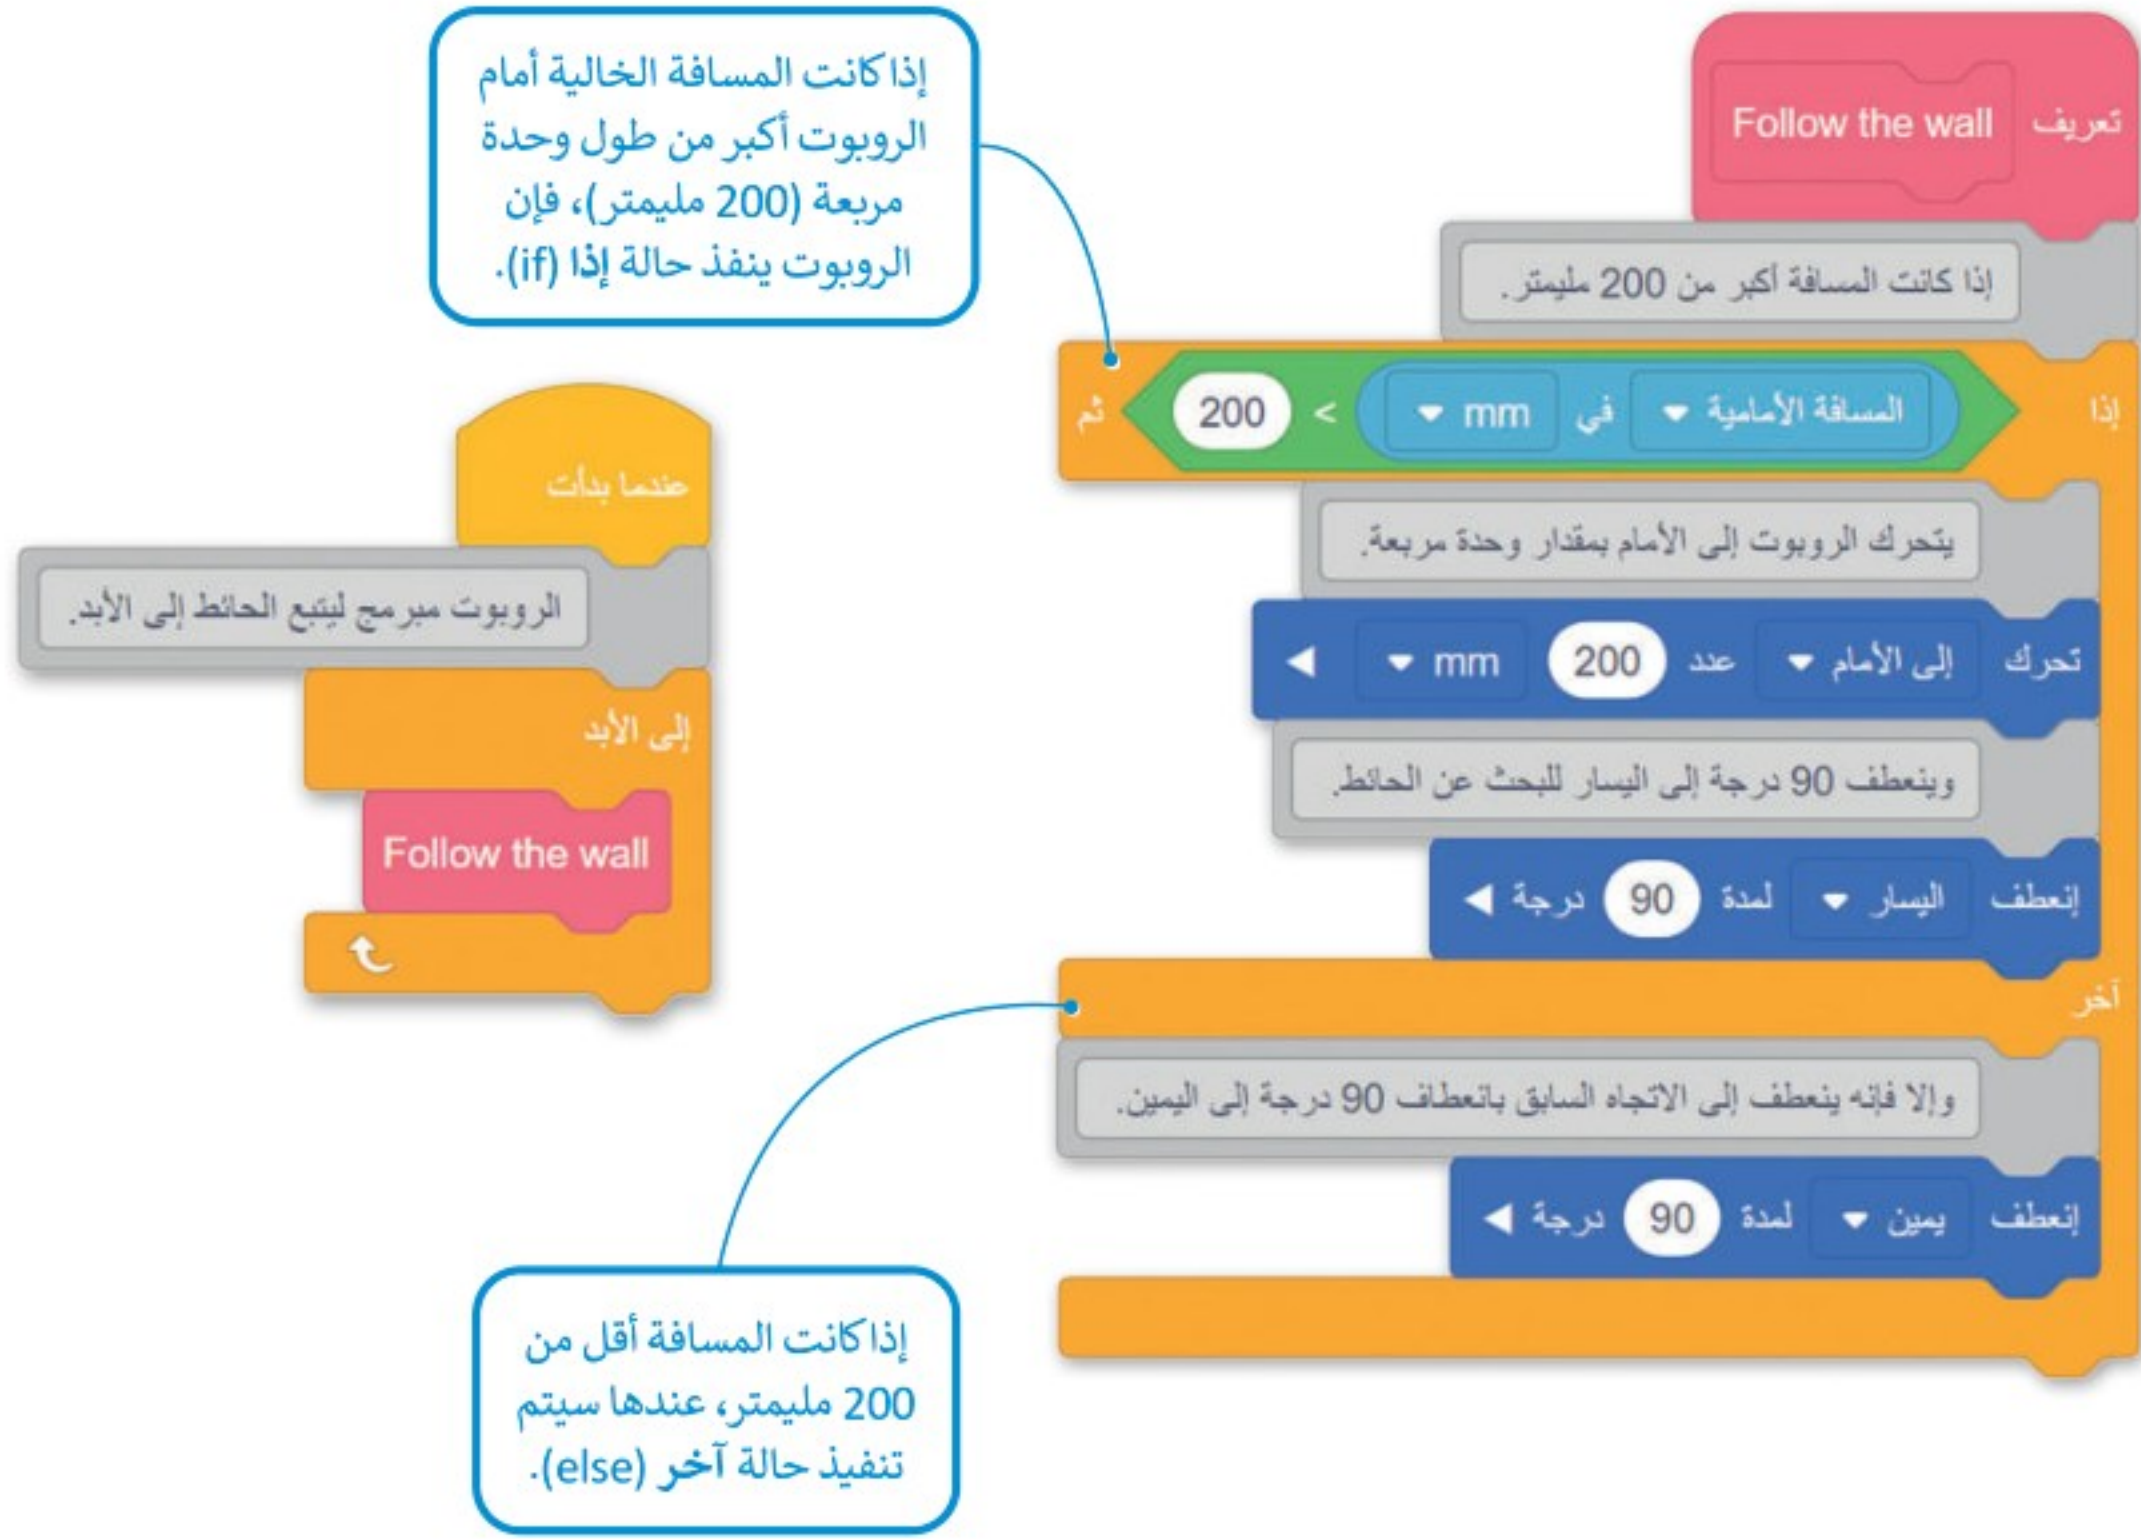 إذا كانت المسافة الخالية أمام
الروبوت أكبر من طول وحدة
مربعة (200 مليمتر)، فإن
الروبوت ينفذ حالة إذا (if).
تعريف Follow the wall
إذا كانت المسافة أكبر من 200 مليمتر.
إذا المسافة الأمامية في mm > 200 ثم
يتحرك الروبوت إلى الأمام بمقدار وحدة مربعة.
تحرك إلى الأمام عدد 200 mm
وينعطف 90 درجة إلى اليسار للبحث عن الحائط.
إنعطف اليسار لمدة 90 درجة
آخر
وإلا فإنه ينعطف إلى الاتجاه السابق بانعطاف 90 درجة إلى اليمين.
إنعطف يمين لمدة 90 درجة
عندما بدأت
الروبوت مبرمج ليتبع الحائط إلى الأبد.
إلى الأبد
Follow the wall
إذا كانت المسافة أقل من
200 مليمتر، عندها سيتم
تنفيذ حالة آخر (else).